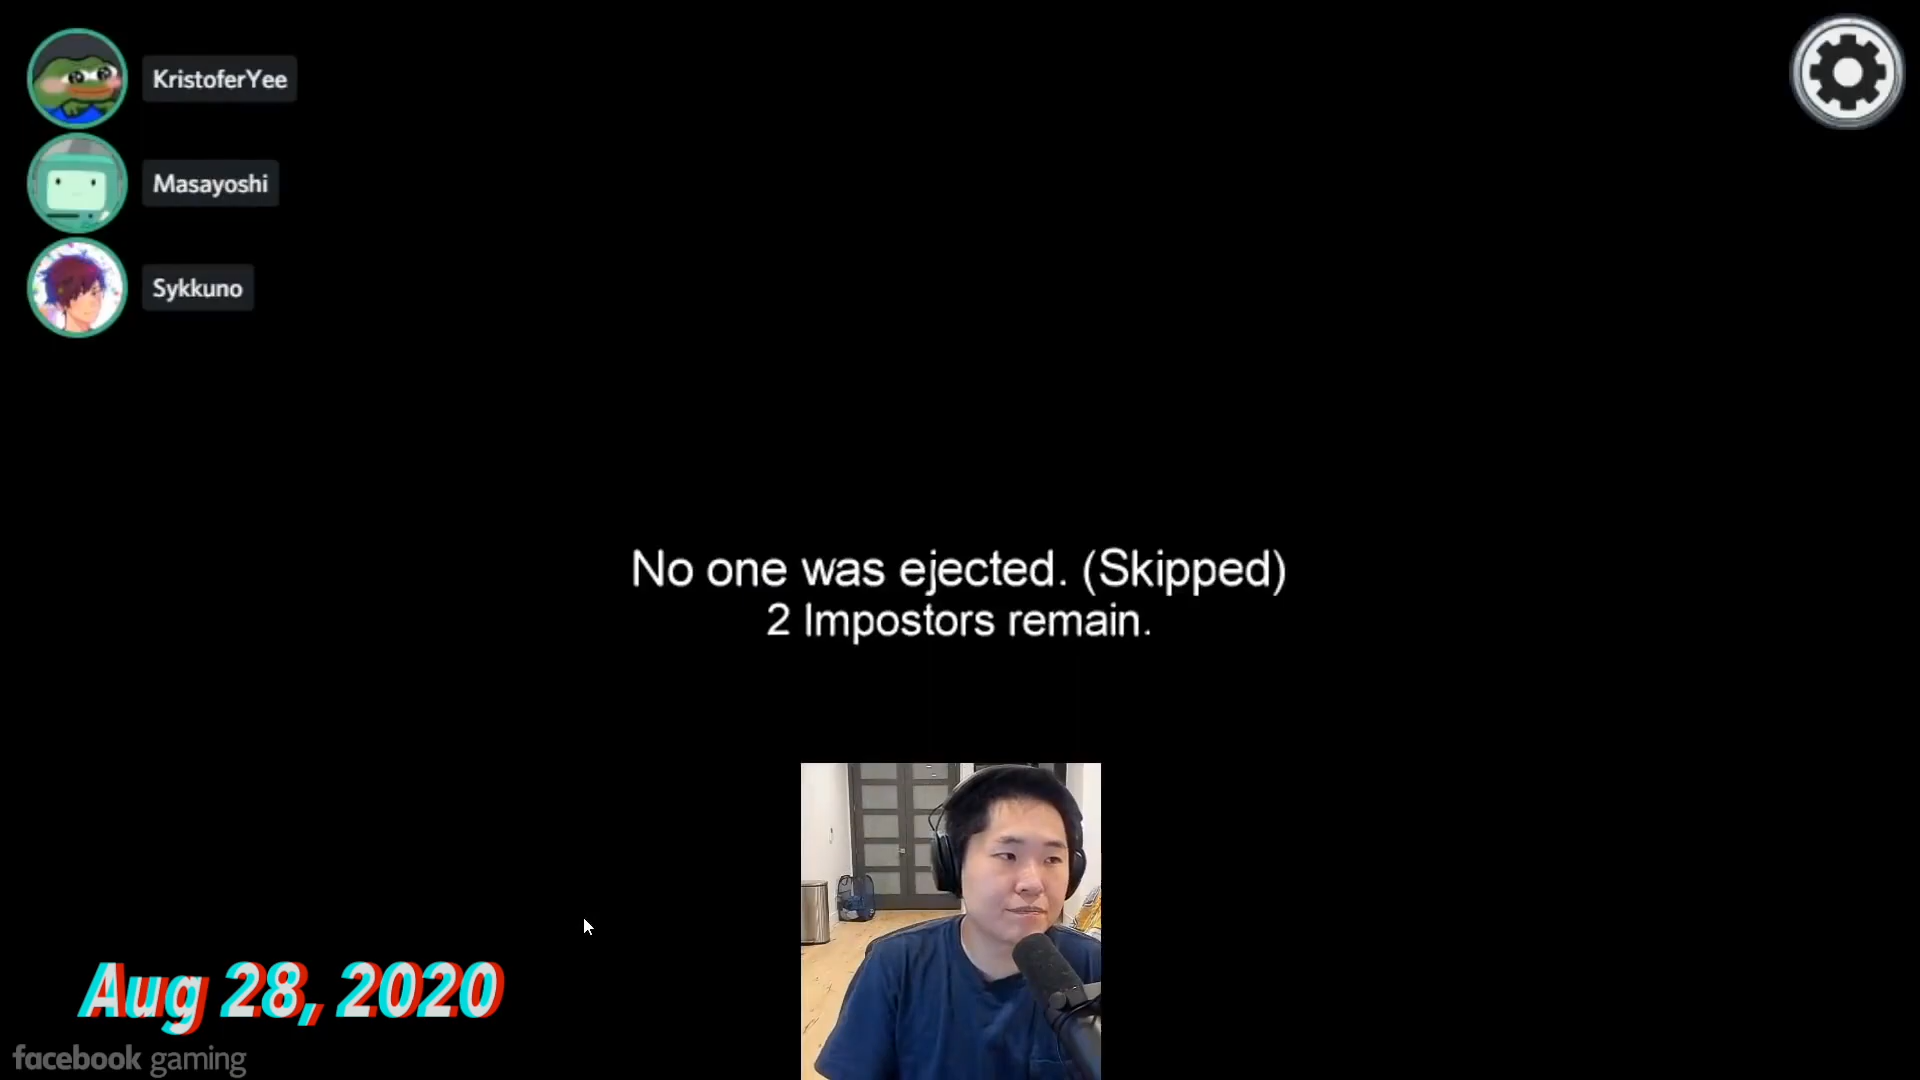 KristoferYee
Masayoshi
Sykkuno
No one was ejected. (Skipped)
2 Impostors remain.
Aug 28, 2020
facebook gaming